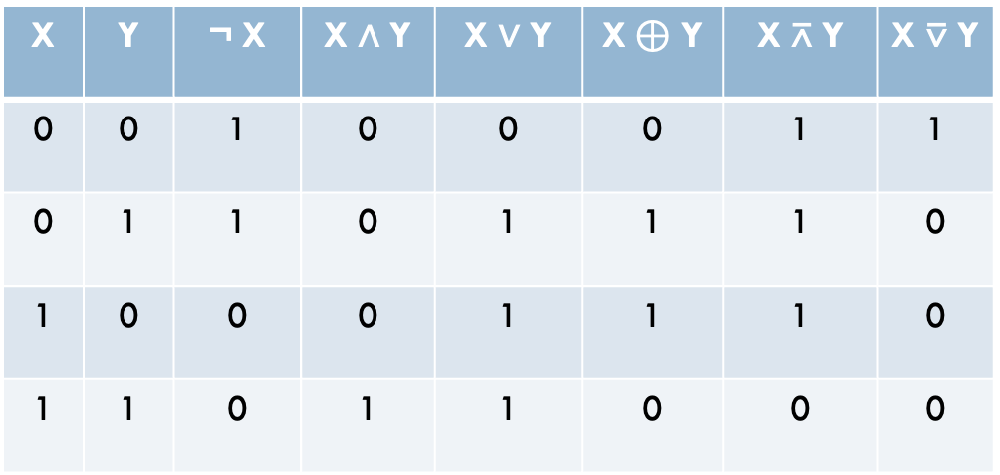 X Y ¬ X X ∧ Y X ∨ Y X ⊕ Y X ⊼ Y X ⊽ Y
0 0 1 0 0 0 1 1
0 1 1 0 1 1 1 0
1 0 0 0 1 1 1 0
1 1 0 1 1 0 0 0